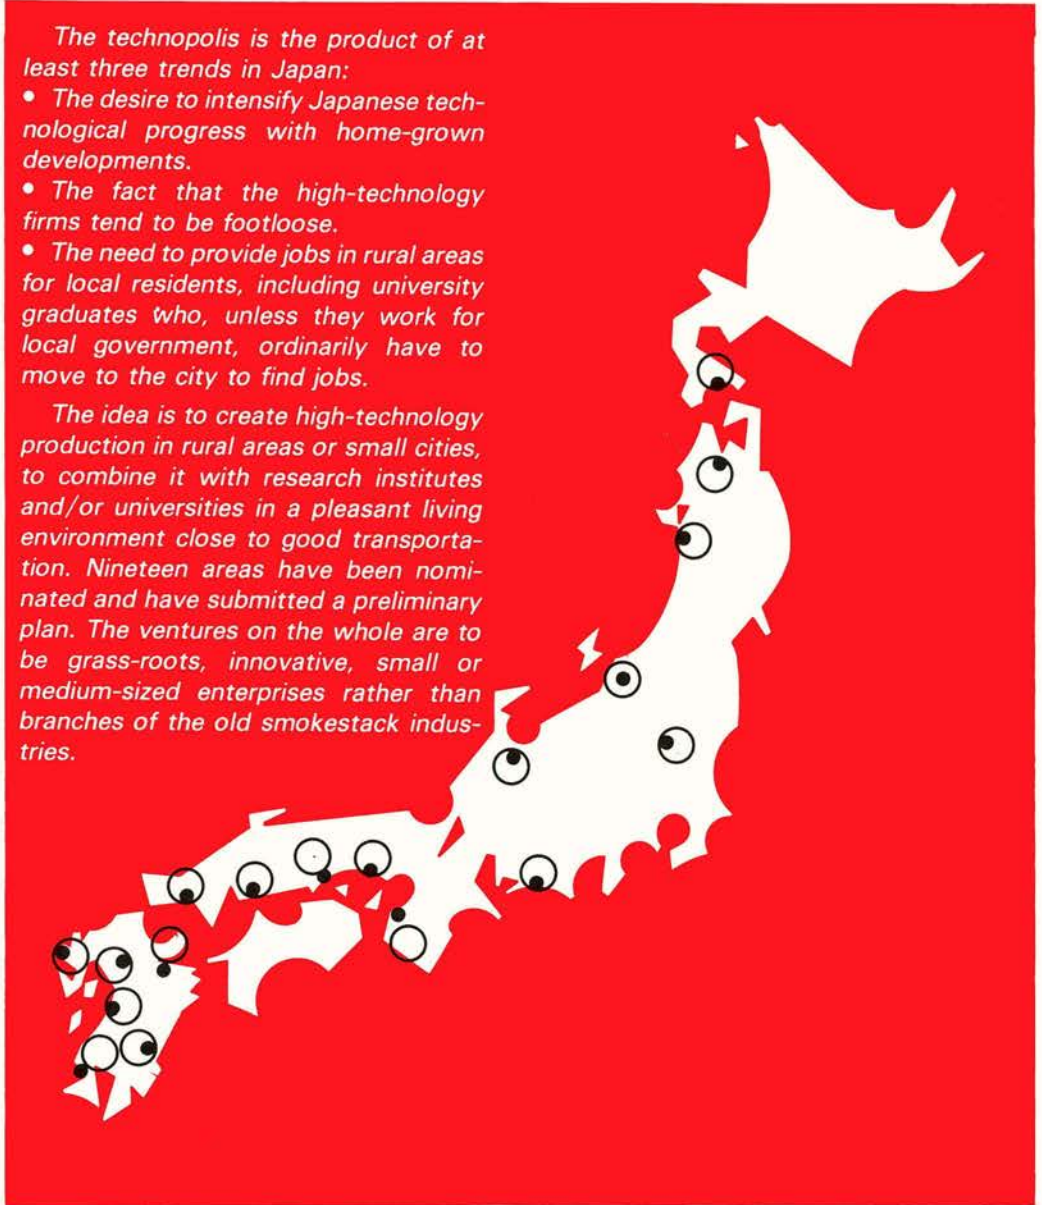 The technopolis is the product of at
least three trends in Japan:
• The desire to intensify Japanese tech-
nological progress with home-grown
developments.
• The fact that the high-technology
firms tend to be footloose.
• The need to provide jobs in rural areas
for local residents, including university
graduates who, unless they work for
local government, ordinarily have to
move to the city to find jobs.
The idea is to create high-technology
production in rural areas or small cities,
to combine it with research institutes
and/or universities in a pleasant living
environment close to good transporta-
tion. Nineteen areas have been nomi-
nated and have submitted a preliminary
plan. The ventures on the whole are to
be grass-roots, innovative, small or
medium-sized enterprises rather than
branches of the old smokestack indus-
tries.